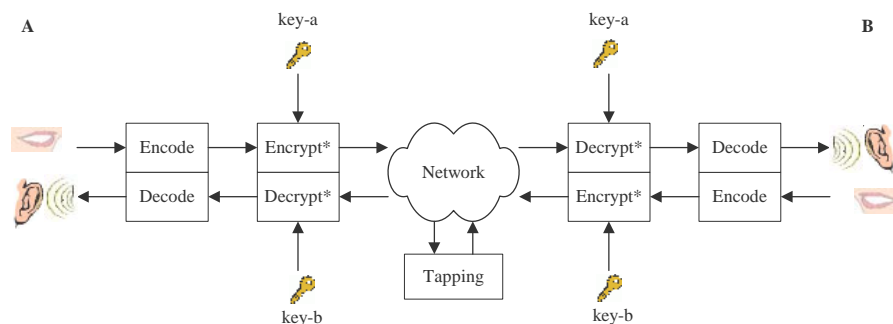 key-a key-a
A B
Encode Encrypt* Decrypt* Decode
Network
Decode Decrypt* Encrypt* Encode
Tapping
key-b key-b